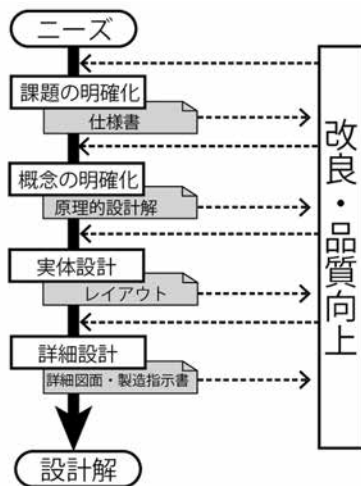 ニーズ
課題の明確化
仕様書
概念の明確化
原理的設計解
実体設計
レイアウト
詳細設計
詳細図面・製造指示書
設計解
改良・品質向上